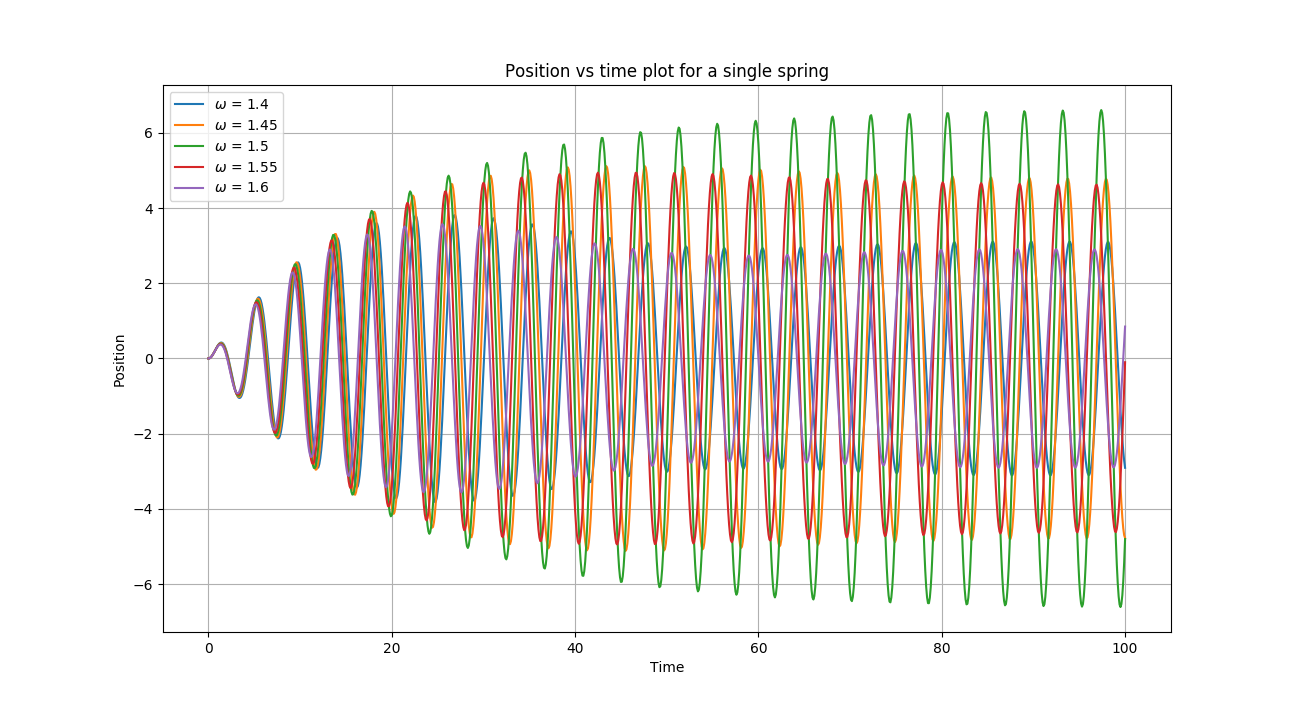 Position vs time plot for a single spring
ω = 1.4
ω = 1.45
ω = 1.5
ω = 1.55
ω = 1.6
6
4
2
0
−2
−4
−6
Position
0 20 40 60 80 100
Time